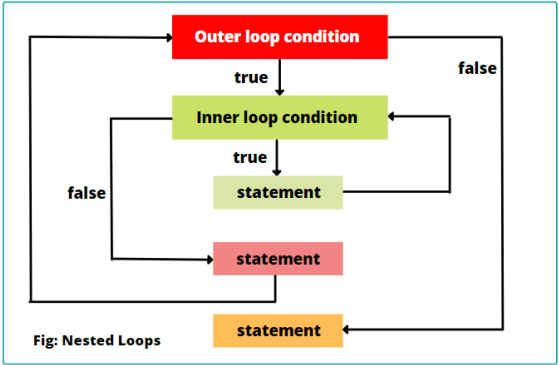 Outer loop condition
true
false
Inner loop condition
true
false
statement
statement
statement
Fig: Nested Loops